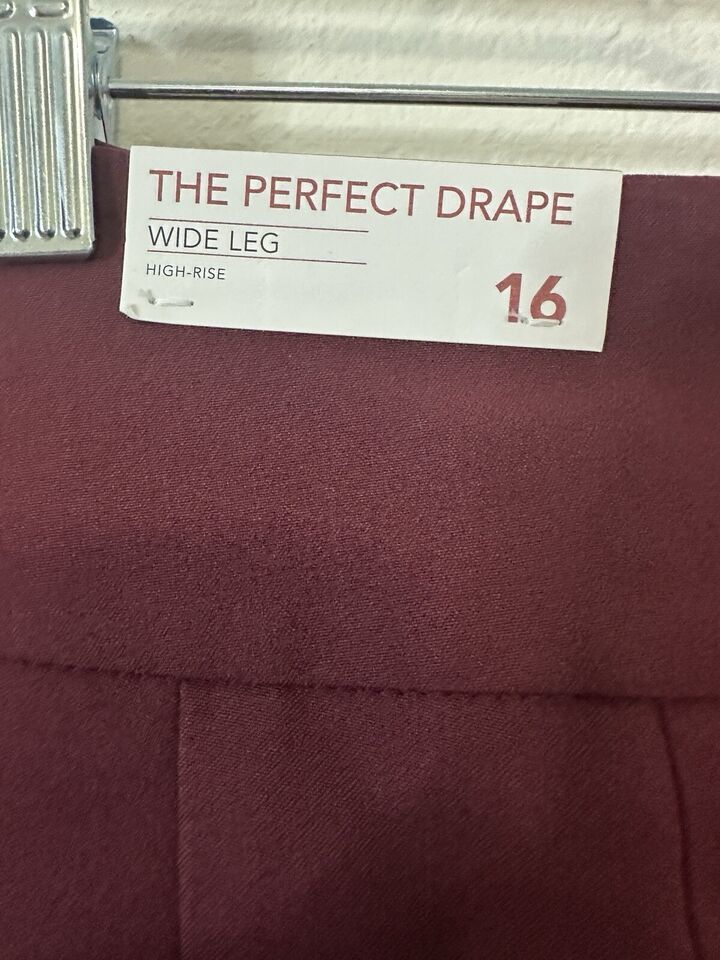 THE PERFECT DRAPE
WIDE LEG
HIGH-RISE
16